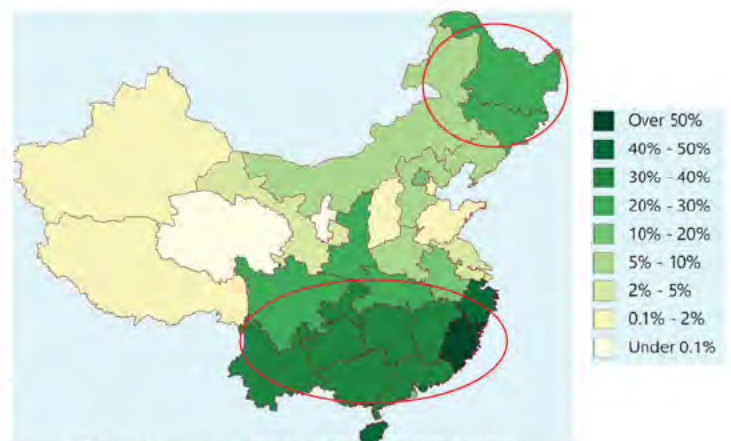 Over 50%
40% - 50%
30% - 40%
20% - 30%
10% - 20%
5% - 10%
2% - 5%
0.1% - 2%
Under 0.1%